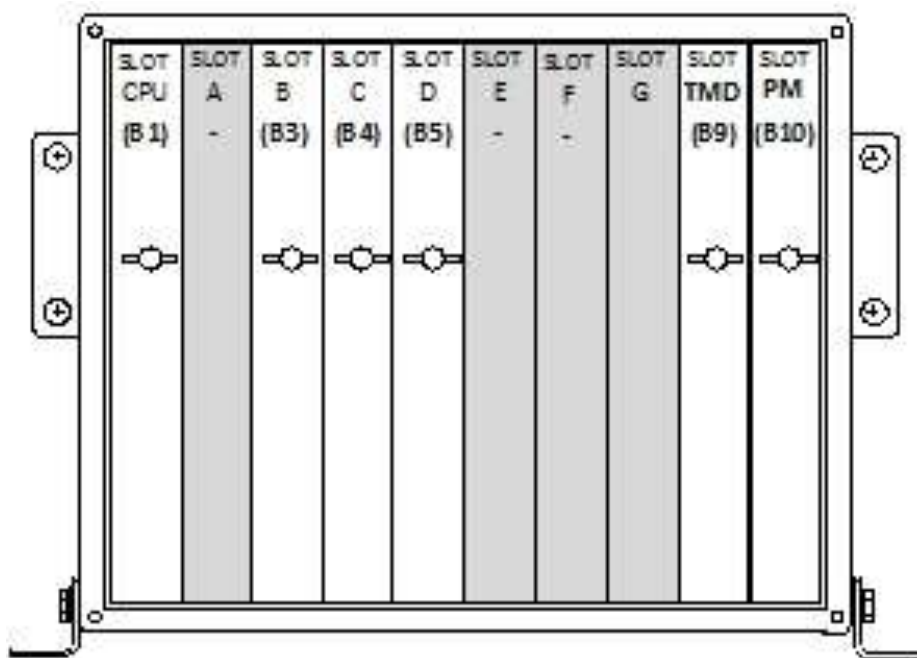 SLOT SLOT SLOT SLOT SLOT SLOT SLOT SLOT SLOT SLOT
CPU A B C D E F G TMD PM
(B1) - (B3) (B4) (B5) - - (B9) (B10)